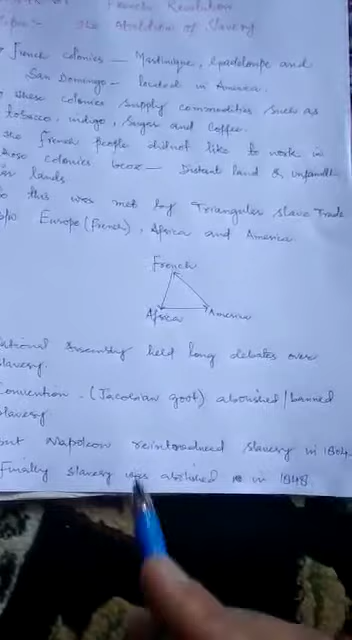 French Revolution
The Abolition of Slavery
French colonies — Martinique, Guadeloupe and
San Domingo - located in America.
These colonies supply commodities such as
tobacco, indigo, Sugar and Coffee.
The French people did not like to work in
those colonies bcoz - Distant land &
lands
So this was met by Triangular Slave Trade
b/w Europe (French), Africa and America.
French
Africa America
National Assembly held long debates over
slavery.
Convention - (Jacobian govt) abolished/banned
slavery
but Napoleon reintroduced slavery in 1804.
Finally slavery was abolished in 1848.